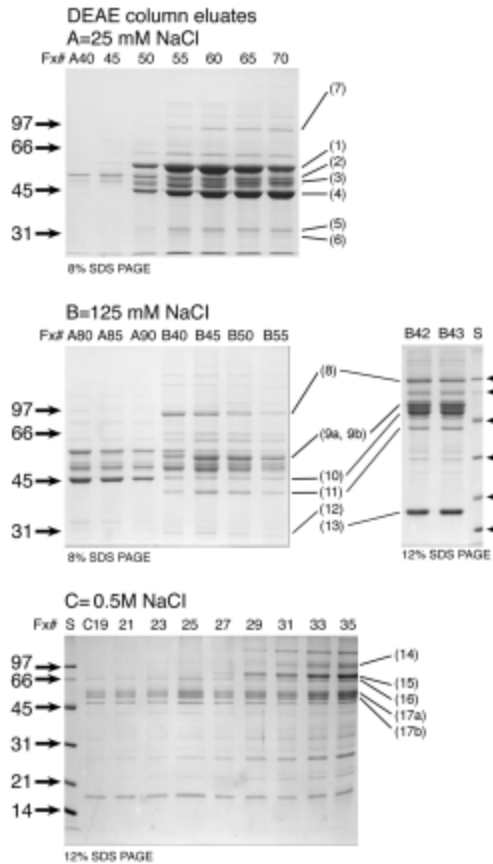 DEAE column eluates
A=25 mM NaCl
Fx# A40 45 50 55 60 65 70
(7)
97
66
(1)
(2)
(3)
45
(4)
31
(5)
(6)
8% SDS PAGE
B=125 mM NaCl
Fx# A80 A85 A90 B40 B45 B50 B55
B42 B43 S
(8)
97
66
(9a, 9b)
45
(10)
(11)
(12)
31
(13)
8% SDS PAGE
12% SDS PAGE
C= 0.5M NaCl
Fx# S C19 21 23 25 27 29 31 33 35
(14)
97
66
(15)
(16)
45
(17a)
(17b)
31
21
14
12% SDS PAGE